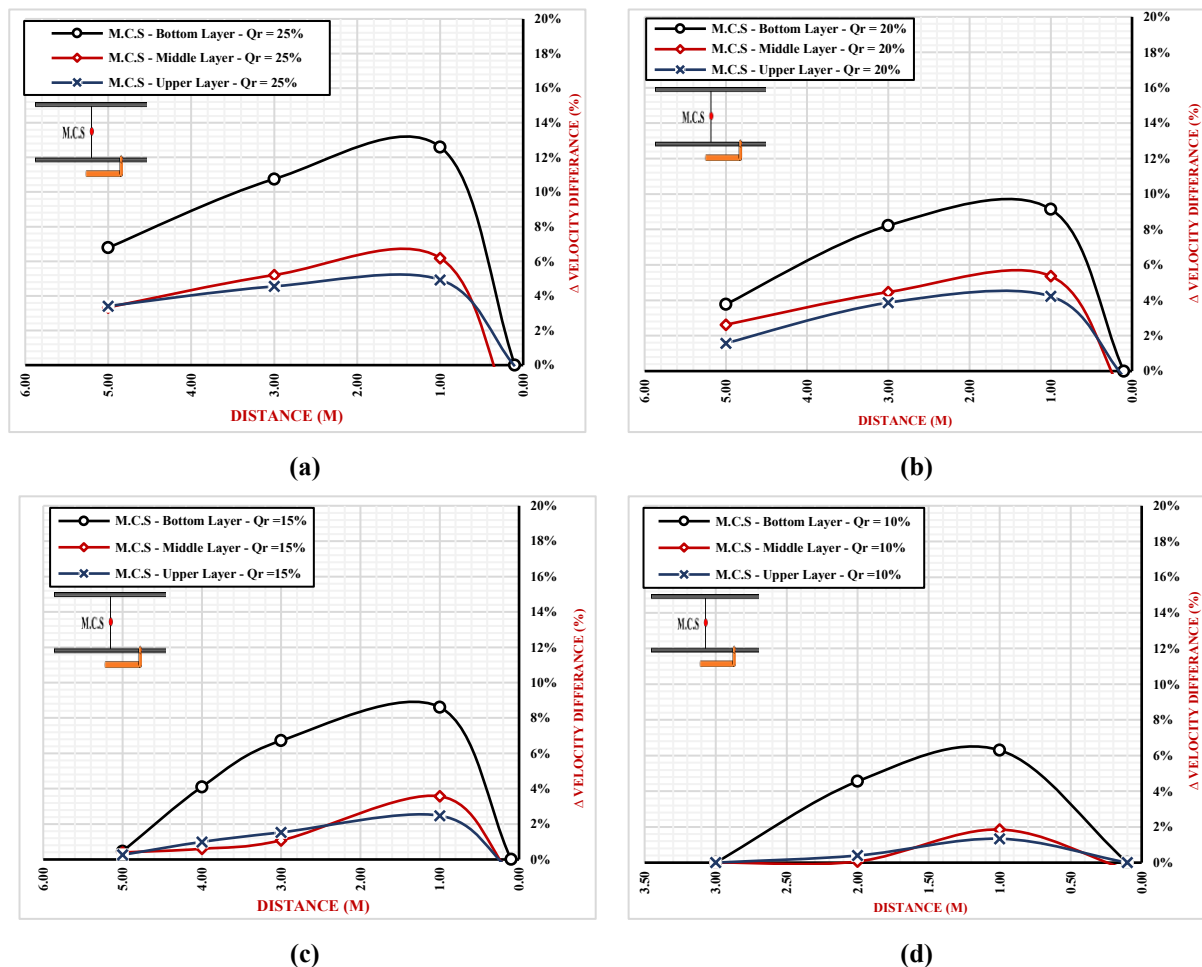 M.C.S - Bottom Layer - Qr = 25%
M.C.S - Middle Layer - Qr = 25%
M.C.S - Upper Layer - Qr = 25%
M.C.S
20%
18%
16%
14%
12%
10%
8%
6%
4%
2%
0%
Δ VELOCITY DIFFERANCE (%)
6.00
5.00
4.00
3.00
2.00
1.00
0.00
DISTANCE (M)
(a)
M.C.S - Bottom Layer - Qr = 20%
M.C.S - Middle Layer - Qr = 20%
M.C.S - Upper Layer - Qr = 20%
M.C.S
20%
18%
16%
14%
12%
10%
8%
6%
4%
2%
0%
Δ VELOCITY DIFFERANCE (%)
6.00
5.00
4.00
3.00
2.00
1.00
0.00
DISTANCE (M)
(b)
M.C.S - Bottom Layer - Qr =15%
M.C.S - Middle Layer - Qr =15%
M.C.S - Upper Layer - Qr =15%
M.C.S
20%
18%
16%
14%
12%
10%
8%
6%
4%
2%
0%
Δ VELOCITY DIFFERANCE (%)
6.00
5.00
4.00
3.00
2.00
1.00
0.00
DISTANCE (M)
(c)
M.C.S - Bottom Layer - Qr = 10%
M.C.S - Middle Layer - Qr =10%
M.C.S - Upper Layer - Qr =10%
M.C.S
20%
18%
16%
14%
12%
10%
8%
6%
4%
2%
0%
Δ VELOCITY DIFFERANCE (%)
3.50
3.00
2.50
2.00
1.50
1.00
0.50
0.00
DISTANCE (M)
(d)